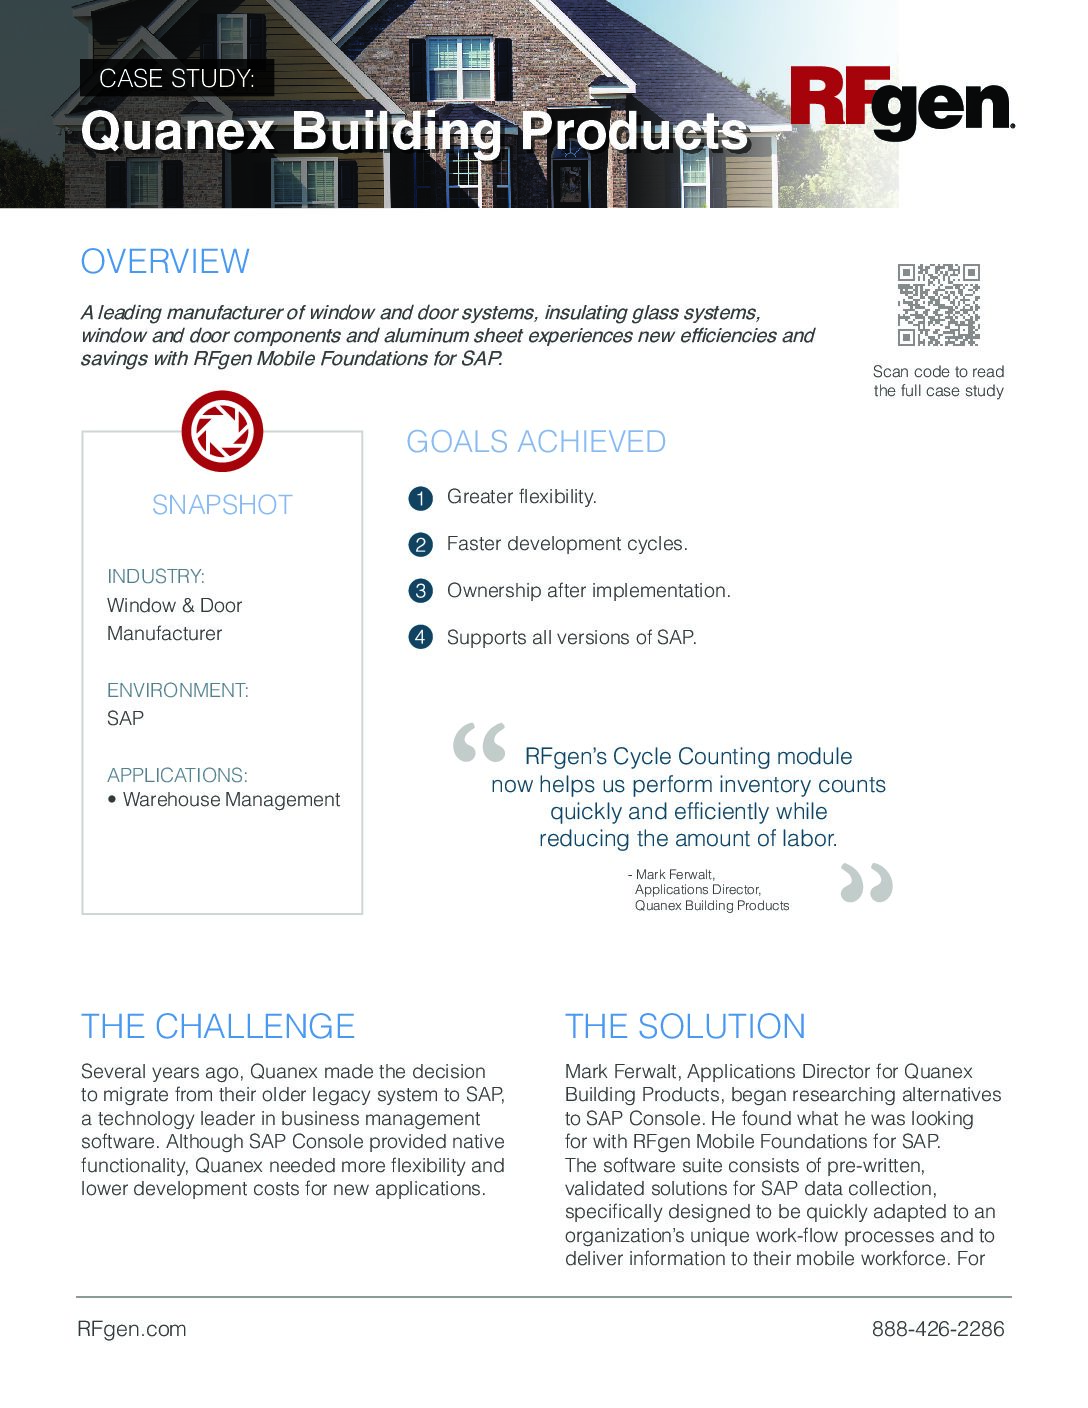 CASE STUDY:
Quanex Building Products
RFgen.
OVERVIEW
A leading manufacturer of window and door systems, insulating glass systems,
window and door components and aluminum sheet experiences new efficiencies and
savings with RFgen Mobile Foundations for SAP.
Scan code to read
the full case study
SNAPSHOT
INDUSTRY:
Window & Door
Manufacturer
ENVIRONMENT:
SAP
APPLICATIONS:
• Warehouse Management
GOALS ACHIEVED
1 Greater flexibility.
2 Faster development cycles.
3 Ownership after implementation.
4 Supports all versions of SAP.
“ RFgen’s Cycle Counting module
now helps us perform inventory counts
quickly and efficiently while
reducing the amount of labor.
- Mark Ferwalt,
Applications Director,
Quanex Building Products ”
THE CHALLENGE
Several years ago, Quanex made the decision
to migrate from their older legacy system to SAP,
a technology leader in business management
software. Although SAP Console provided native
functionality, Quanex needed more flexibility and
lower development costs for new applications.
THE SOLUTION
Mark Ferwalt, Applications Director for Quanex
Building Products, began researching alternatives
to SAP Console. He found what he was looking
for with RFgen Mobile Foundations for SAP.
The software suite consists of pre-written,
validated solutions for SAP data collection,
specifically designed to be quickly adapted to an
organization’s unique work-flow processes and to
deliver information to their mobile workforce. For
RFgen.com
888-426-2286